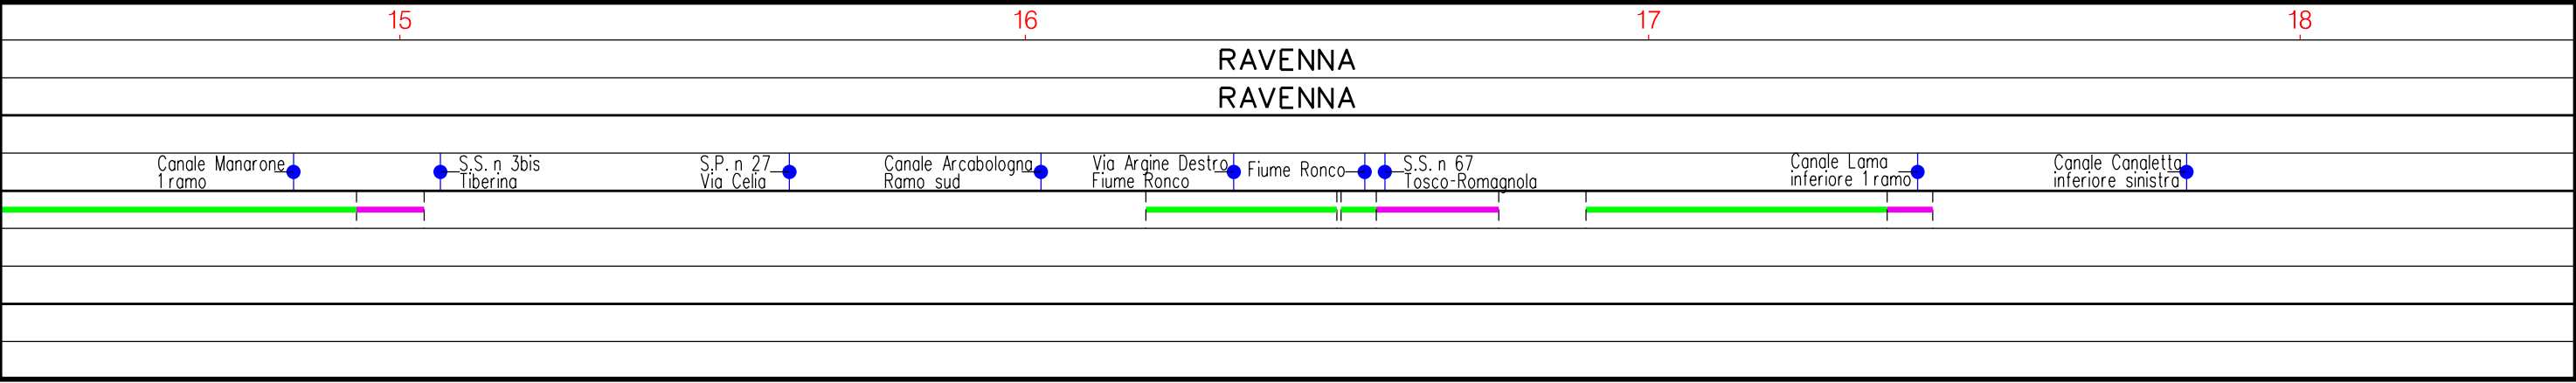 15 16 17 18
RAVENNA
RAVENNA
Canale Manarone
1 ramo
S.S. n 3bis
Tiberina
S.P. n 27
Via Celia
Canale Arcabologna
Ramo sud
Via Argine Destro
Fiume Ronco
Fiume Ronco
S.S. n 67
Tosco-Romagnola
Canale Lama
inferiore 1 ramo
Canale Canaletta
inferiore sinistra